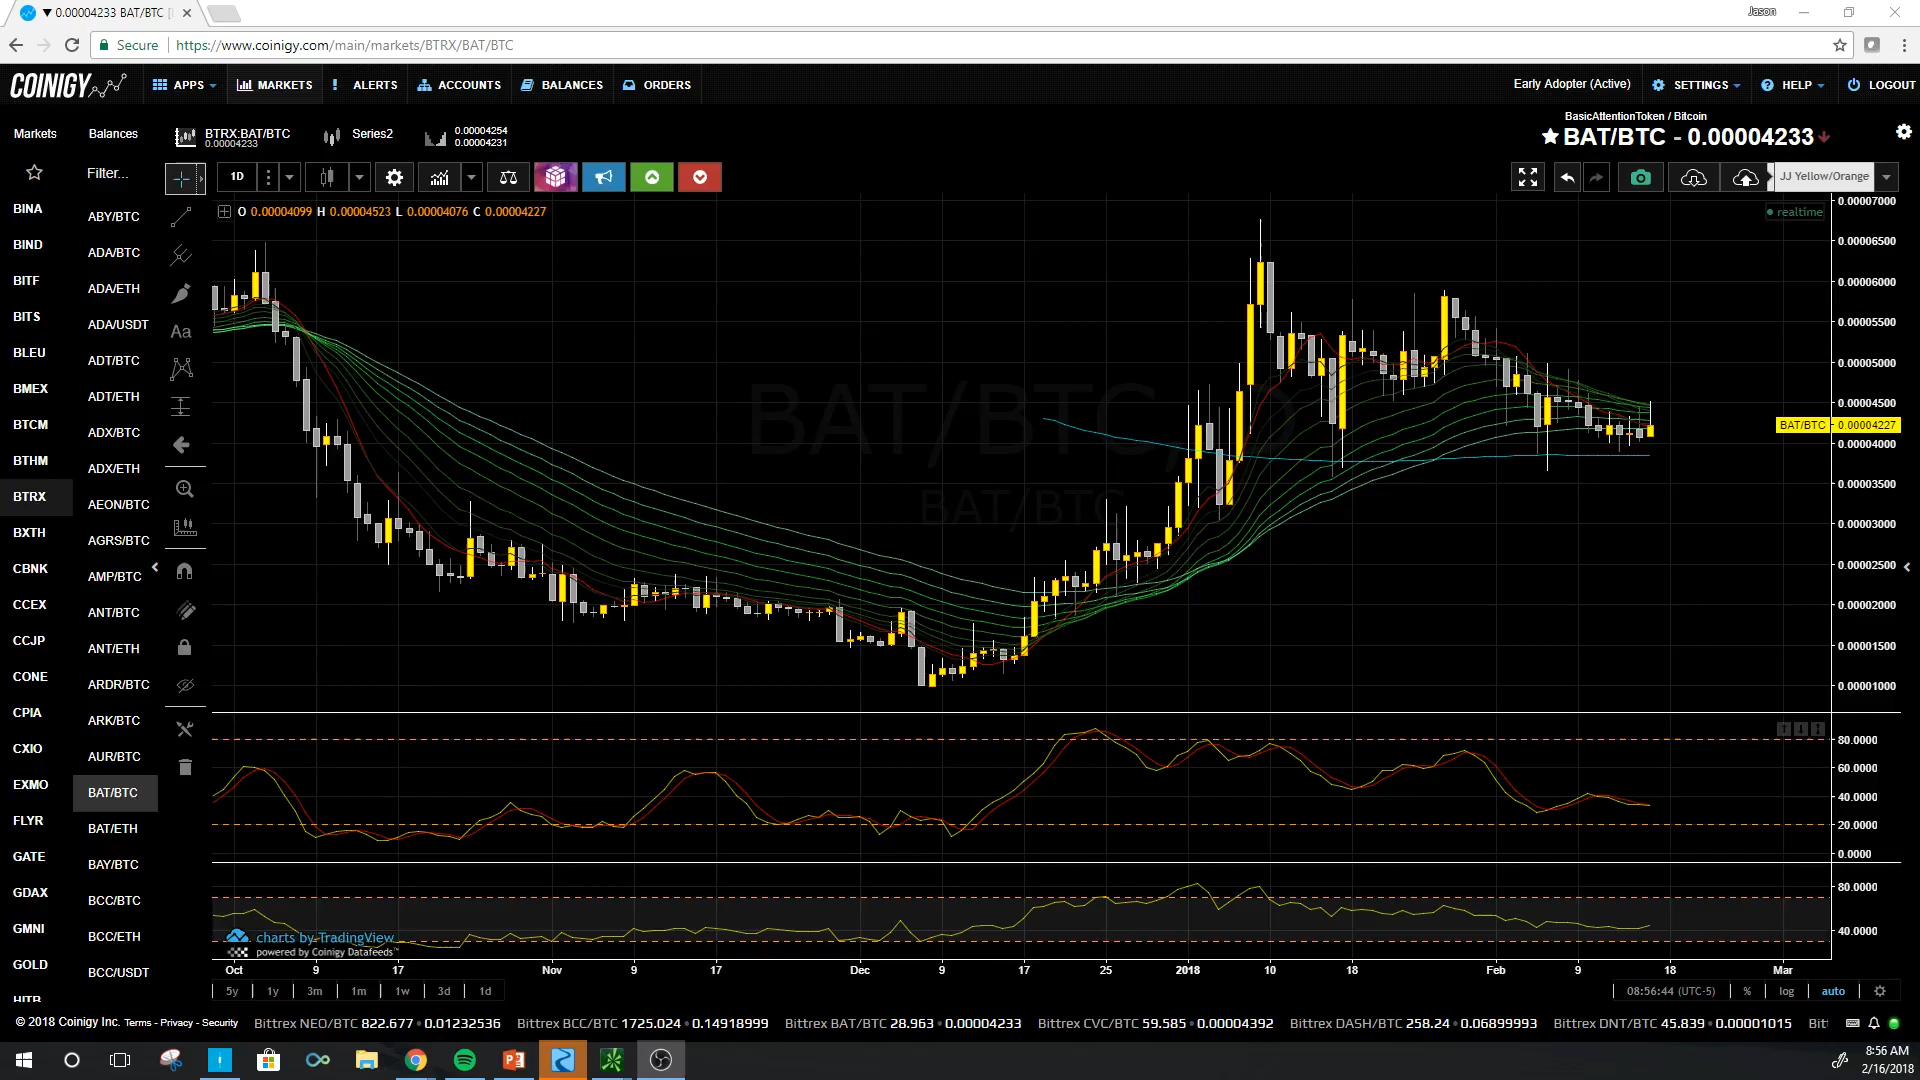 ▼ 0.00004233 BAT/BTC
Jason
Secure https://www.coinigy.com/main/markets/BTRX/BAT/BTC
COINIGY APPS MARKETS ALERTS ACCOUNTS BALANCES ORDERS Early Adopter (Active) SETTINGS HELP LOGOUT
Markets Balances BTRX:BAT/BTC 0.00004233 Series2 0.00004254 0.00004231
BasicAttentionToken / Bitcoin
BAT/BTC - 0.00004233
Filter... 1D JJ Yellow/Orange
O 0.00004099 H 0.00004523 L 0.00004076 C 0.00004227
realtime
BINA
BIND
BITF
BITS
BLEU
BMEX
BTCM
BTHM
BTRX
BXTH
CBNK
CCEX
CCJP
CONE
CPIA
CXIO
EXMO
FLYR
GATE
GDAX
GMNI
GOLD
HITB
ABY/BTC
ADA/BTC
ADA/ETH
ADA/USDT
ADT/BTC
ADT/ETH
ADX/BTC
ADX/ETH
AEON/BTC
AGRS/BTC
AMP/BTC
ANT/BTC
ANT/ETH
ARDR/BTC
ARK/BTC
AUR/BTC
BAT/BTC
BAT/ETH
BAY/BTC
BCC/BTC
BCC/ETH
BCC/USDT
Aa
BAT/BTC
BAT/BTC
0.00007000
0.00006500
0.00006000
0.00005500
0.00005000
0.00004500
BAT/BTC 0.00004227
0.00004000
0.00003500
0.00003000
0.00002500
0.00002000
0.00001500
0.00001000
80.0000
60.0000
40.0000
20.0000
0.0000
80.0000
40.0000
charts by TradingView
powered by Coinigy Datafeeds™
Oct 9 17 Nov 9 17 Dec 9 17 25 2018 10 18 Feb 9 18 Mar
5y 1y 3m 1m 1w 3d 1d 08:56:44 (UTC-5) % log auto
© 2018 Coinigy Inc. Terms - Privacy - Security Bittrex NEO/BTC 822.677 • 0.01232536 Bittrex BCC/BTC 1725.024 • 0.14918999 Bittrex BAT/BTC 28.963 • 0.00004233 Bittrex CVC/BTC 59.585 • 0.00004392 Bittrex DASH/BTC 258.24 • 0.06899993 Bittrex DNT/BTC 45.839 • 0.00001015
8:56 AM
2/16/2018